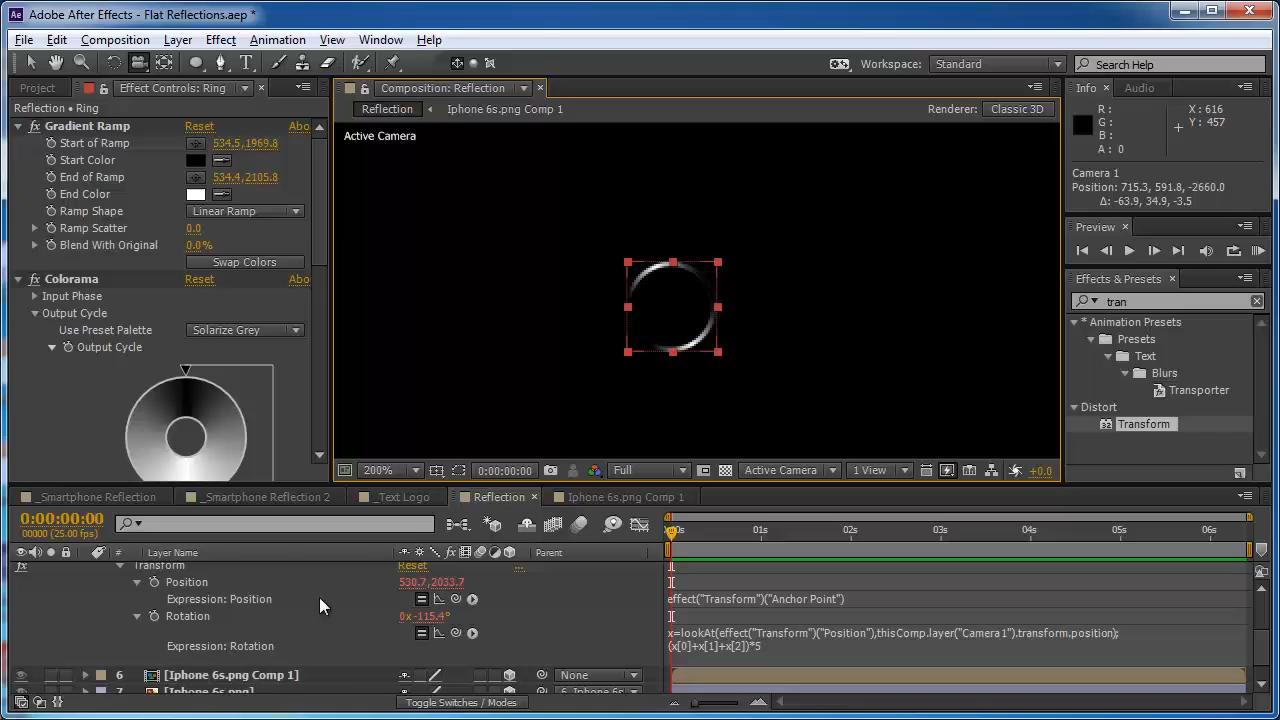 Adobe After Effects - Flat Reflections.aep *
File Edit Composition Layer Effect Animation View Window Help
Workspace: Standard Search Help
Project Effect Controls: Ring Composition: Reflection Info Audio
Reflection • Ring Reflection Iphone 6s.png Comp 1 Renderer: Classic 3D
R: X: 616
G: Y: 457
B:
A: 0
Camera 1
Position: 715.3, 591.8, -2660.0
Δ: -63.9, 34.9, -3.5
Active Camera
Gradient Ramp Reset Abo
Start of Ramp 534.5,1969.8
Start Color
End of Ramp 534.4,2105.8
End Color
Ramp Shape Linear Ramp
Ramp Scatter 0.0
Blend With Original 0.0%
Swap Colors
Colorama Reset Abo
Input Phase
Output Cycle
Use Preset Palette Solarize Grey
Output Cycle
Preview
Effects & Presets
tran
* Animation Presets
Presets
Text
Blurs
Transporter
Distort
Transform
200% 0:00:00:00 Full Active Camera 1 View +0.0
_Smartphone Reflection _Smartphone Reflection 2 _Text Logo Reflection Iphone 6s.png Comp 1
0:00:00:00
00000 (25.00 fps)
01s 02s 03s 04s 05s 06s
# Layer Name Parent
Transform Reset ...
Position 530.7,2033.7
Expression: Position effect("Transform")("Anchor Point")
Rotation 0x-115.4°
x=lookAt(effect("Transform")("Position"),thisComp.layer("Camera 1").transform.position);
Expression: Rotation (x[0]+x[1]+x[2])*5
6 [Iphone 6s.png Comp 1] None
7 [Iphone 6s.png] 6. Iphone 6s
Toggle Switches / Modes